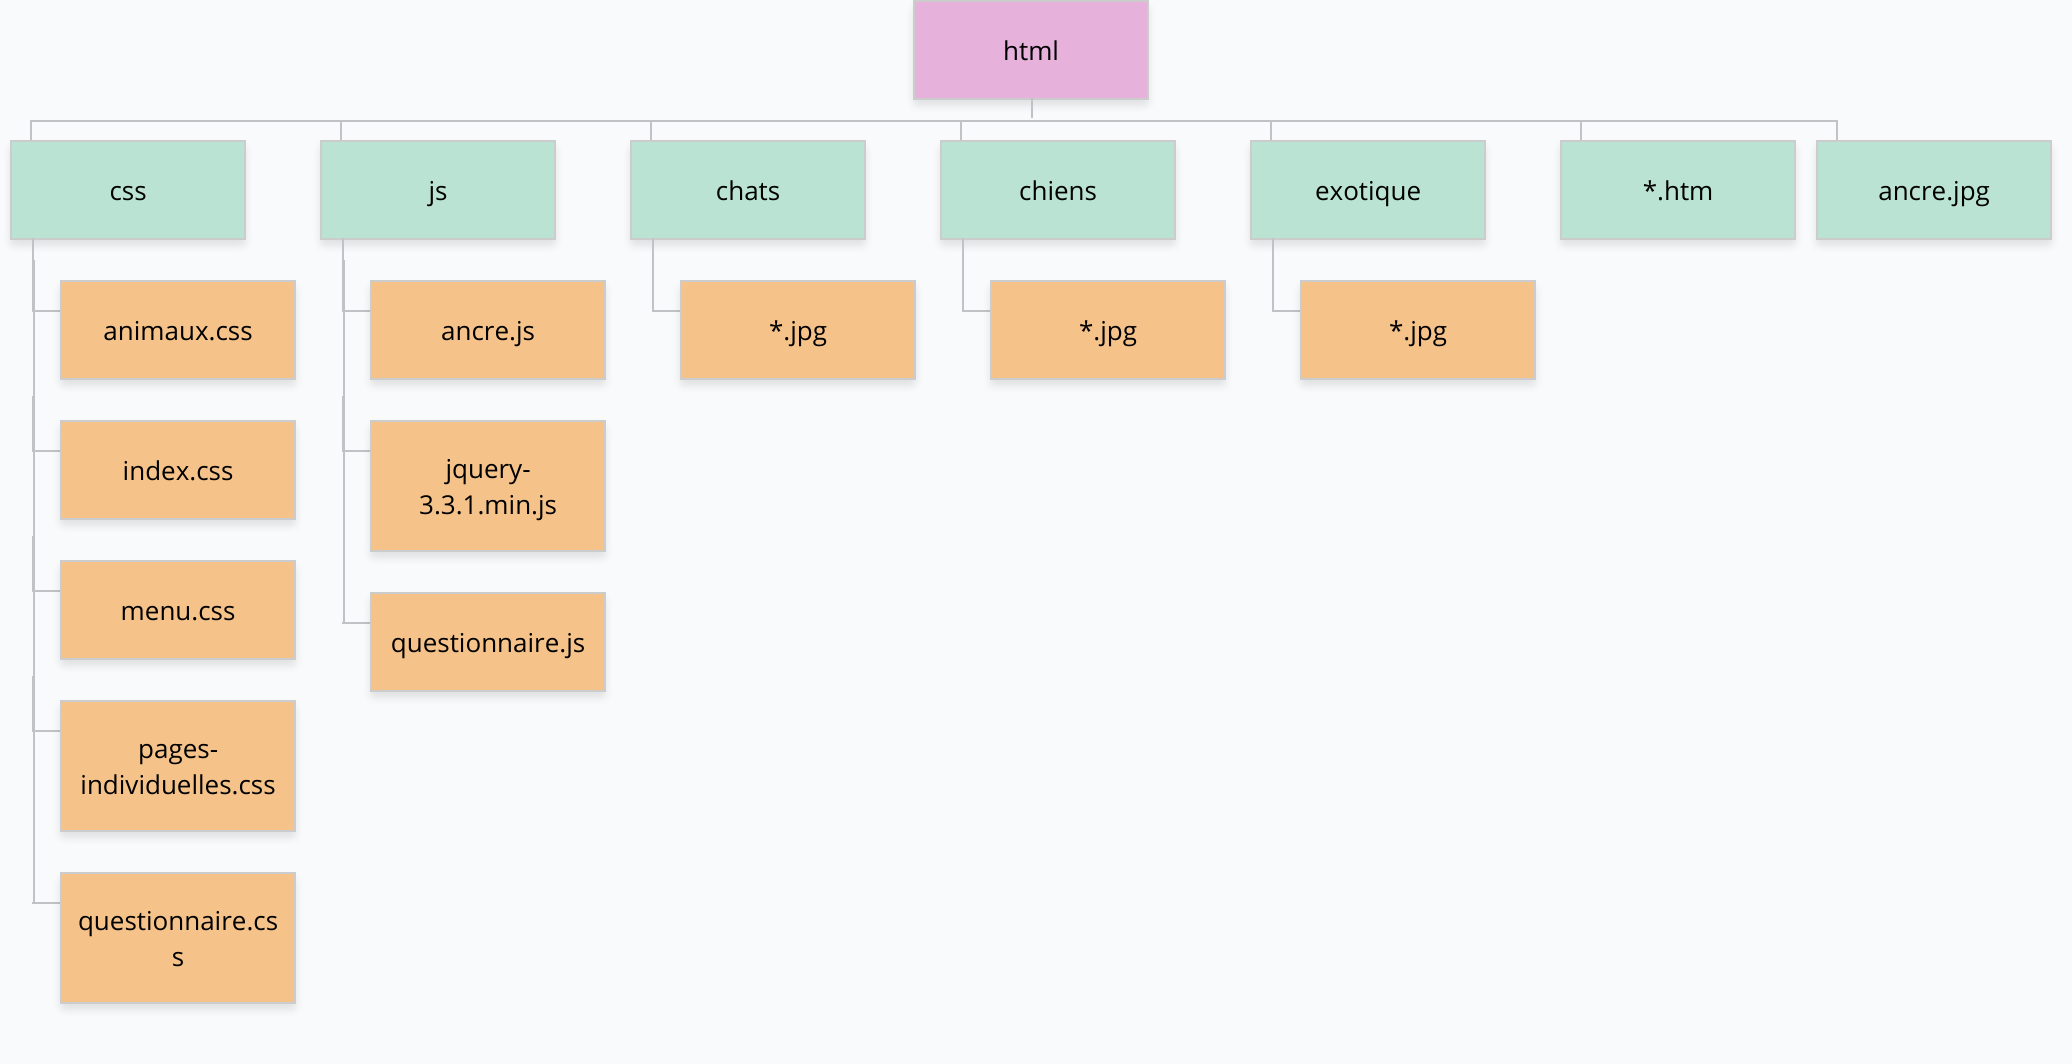 html
css
js
chats
chiens
exotique
*.htm
ancre.jpg
animaux.css
ancre.js
*.jpg
*.jpg
*.jpg
index.css
jquery-
3.3.1.min.js
menu.css
questionnaire.js
pages-
individuelles.css
questionnaire.cs
s